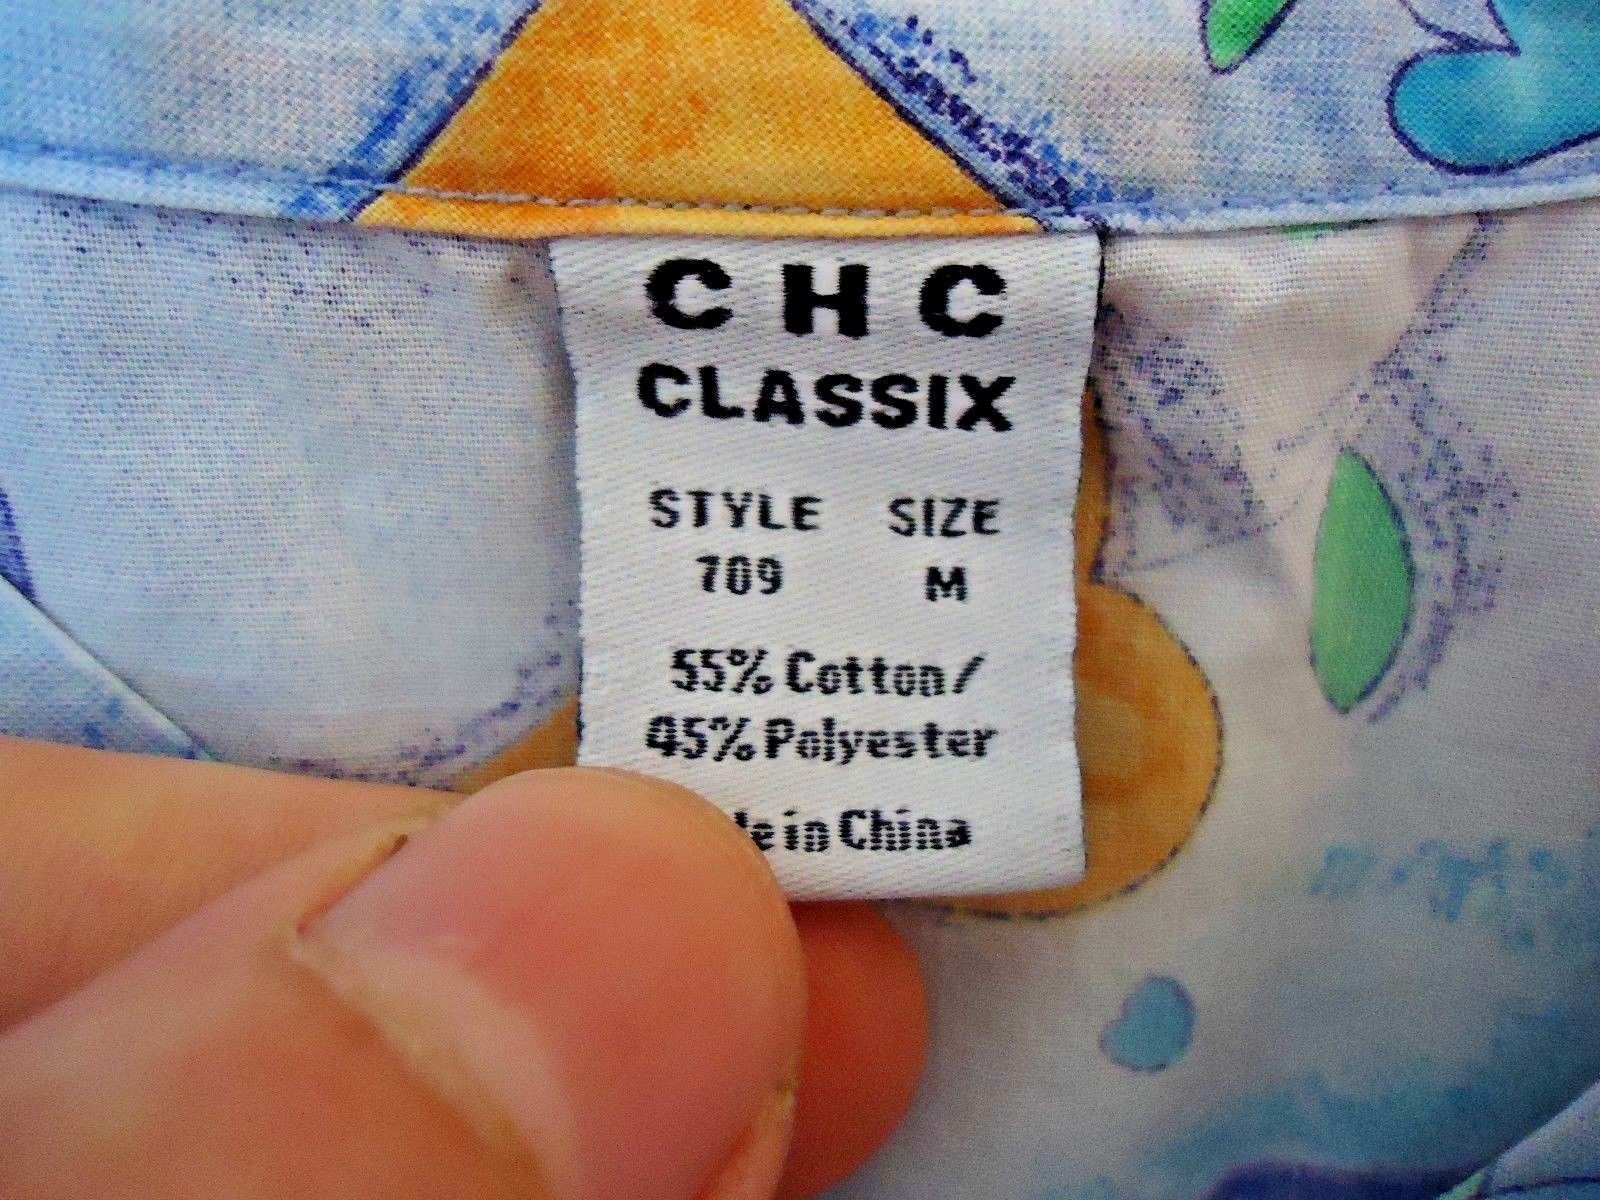 CHC
CLASSIX
STYLE SIZE
709 M
55% Cotton/
45% Polyester
in China